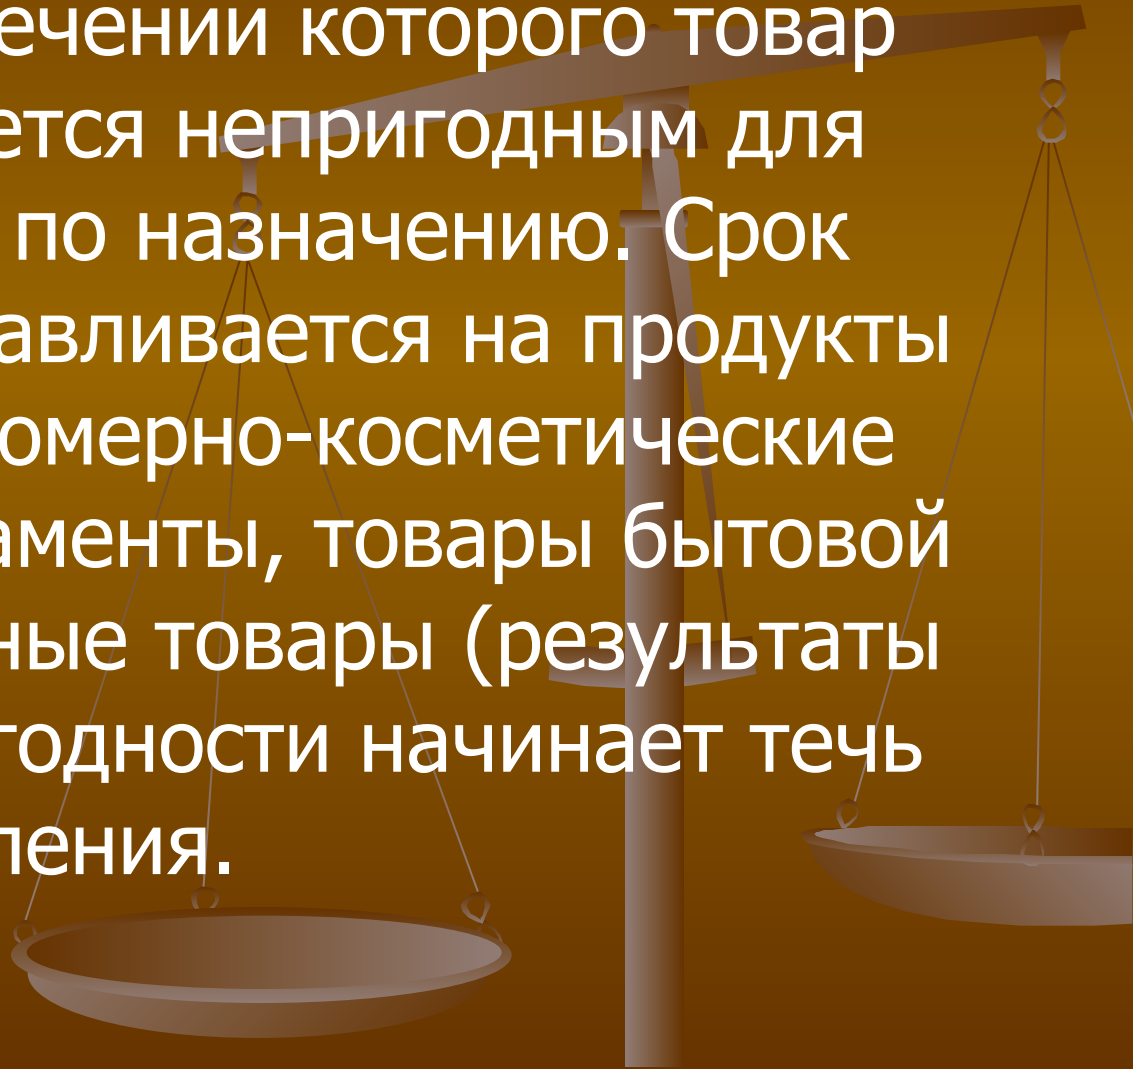 ечении которого товар
ется непригодным для
по назначению. Срок
авливается на продукты
омерно-косметические
аменты, товары бытовой
ные товары (результаты
годности начинает течь
ления.